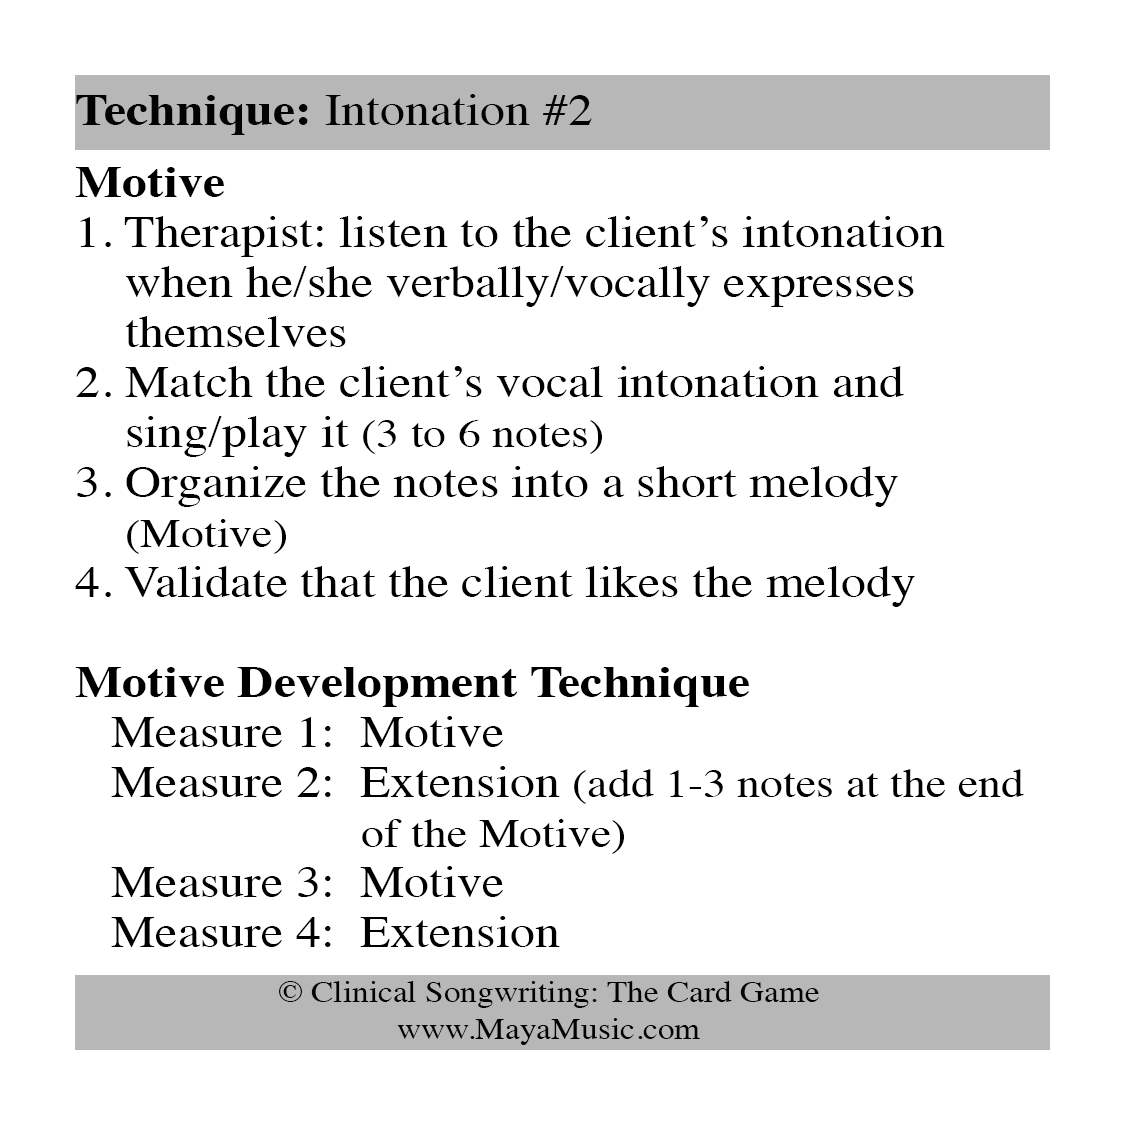 Technique: Intonation #2
Motive
1. Therapist: listen to the client’s intonation
when he/she verbally/vocally expresses
themselves
2. Match the client’s vocal intonation and
sing/play it (3 to 6 notes)
3. Organize the notes into a short melody
(Motive)
4. Validate that the client likes the melody
Motive Development Technique
Measure 1: Motive
Measure 2: Extension (add 1-3 notes at the end
of the Motive)
Measure 3: Motive
Measure 4: Extension
© Clinical Songwriting: The Card Game
www.MayaMusic.com